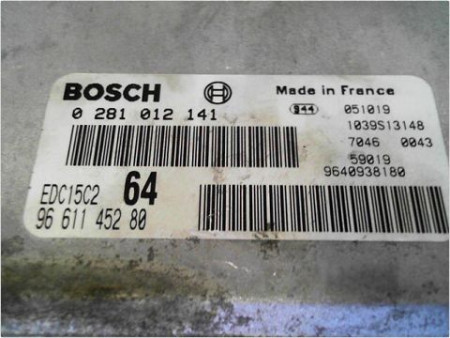 BOSCH Made in France
0 281 012 141 944 051019
1039S13148
7046 0043
59019
9640938180
EDC15C2 64
96 611 452 80